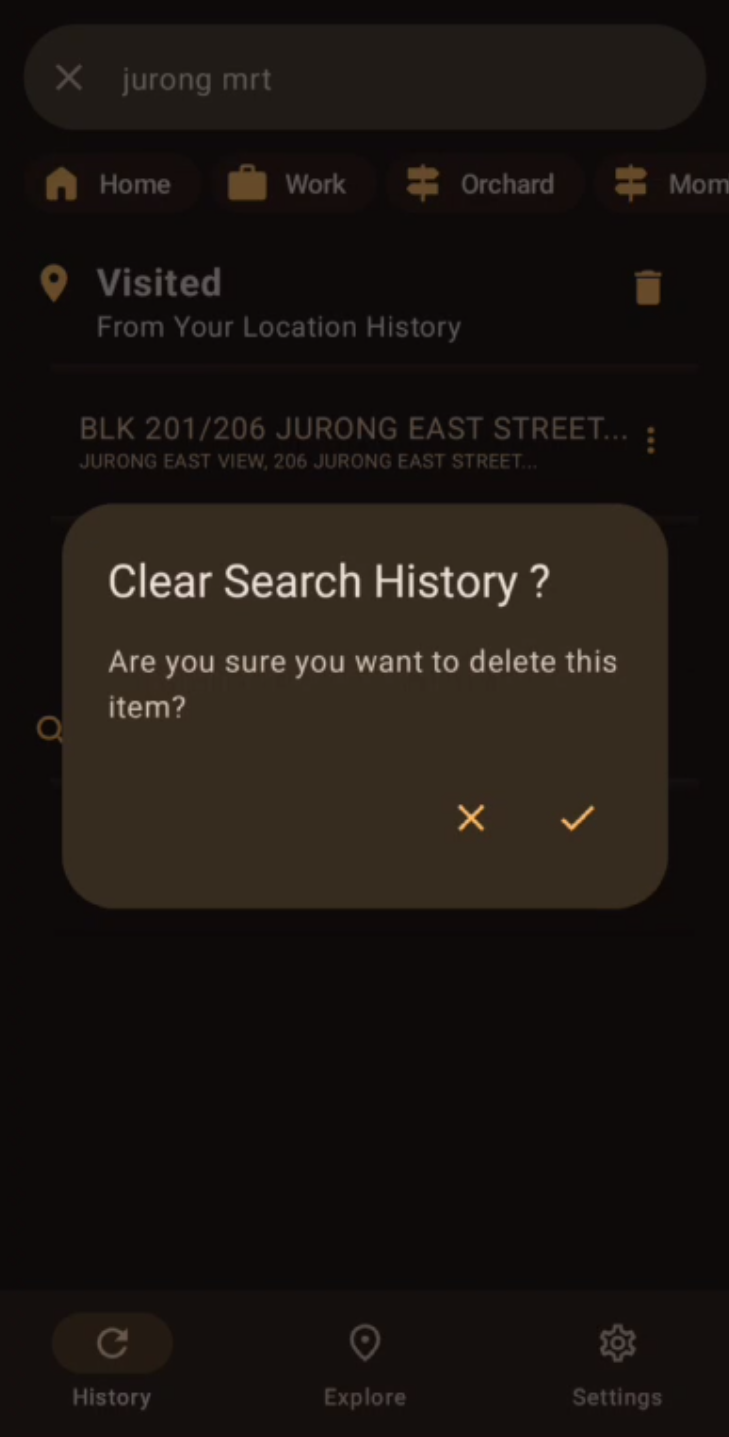 jurong mrt
Home Work Orchard Mom
Visited
From Your Location History
BLK 201/206 JURONG EAST STREET...
JURONG EAST VIEW, 206 JURONG EAST STREET...
Clear Search History ?
Are you sure you want to delete this
item?
History Explore Settings